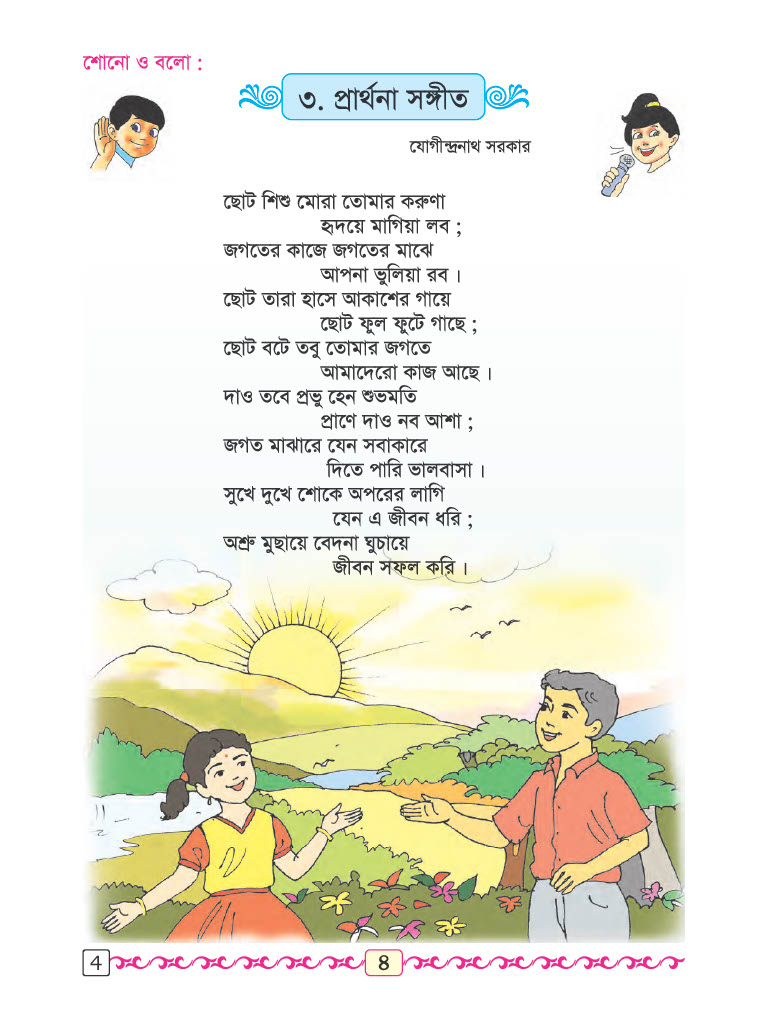 শোনো ও বলো :
৩. প্রার্থনা সঙ্গীত
যোগীন্দ্রনাথ সরকার
ছোট শিশু মোরা তোমার করুণা
হৃদয়ে মাগিয়া লব ;
জগতের কাজে জগতের মাঝে
আপনা ভুলিয়া রব ।
ছোট তারা হাসে আকাশের গায়ে
ছোট ফুল ফুটে গাছে ;
ছোট বটে তবু তোমার জগতে
আমাদেরো কাজ আছে ।
দাও তবে প্রভু হেন শুভমতি
প্রাণে দাও নব আশা ;
জগত মাঝারে যেন সবাকারে
দিতে পারি ভালবাসা ।
সুখে দুখে শোকে অপরের লাগি
যেন এ জীবন ধরি ;
অশ্রু মুছায়ে বেদনা ঘুচায়ে
জীবন সফল করি ।
4 8